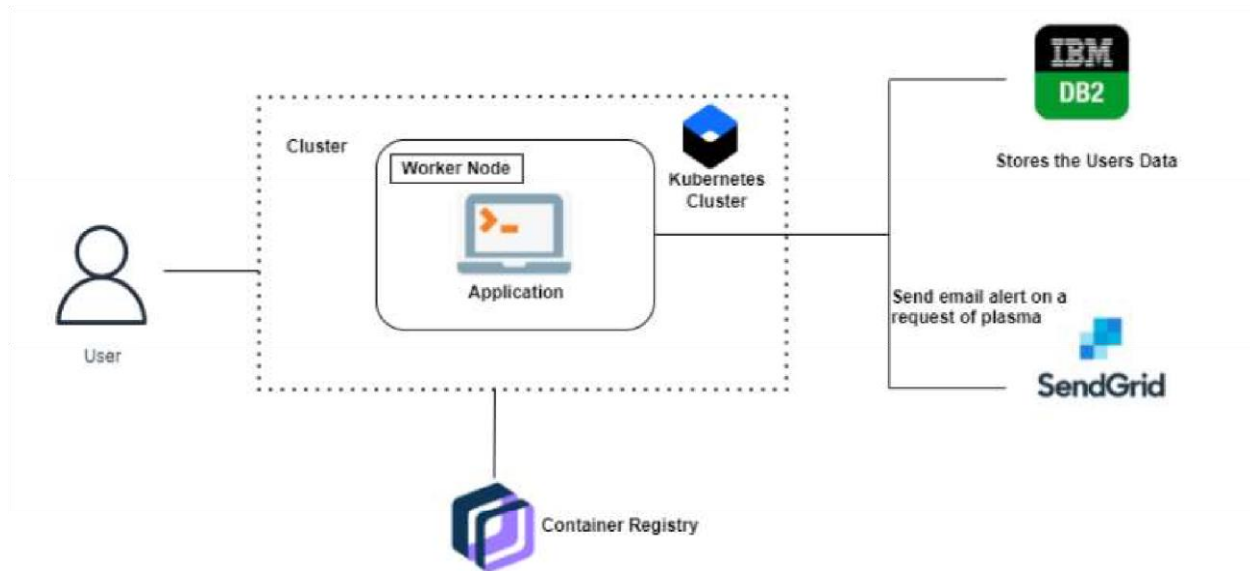 IBM
DB2
Stores the Users Data
Cluster
Worker Node
Kubernetes
Cluster
Application
User
Send email alert on a
request of plasma
SendGrid
Container Registry